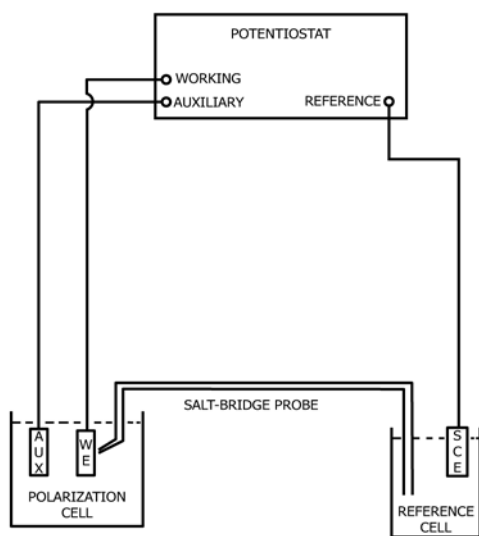 POTENTIOSTAT
WORKING
AUXILIARY
REFERENCE
SALT-BRIDGE PROBE
AUX
WE
SCE
POLARIZATION
CELL
REFERENCE
CELL